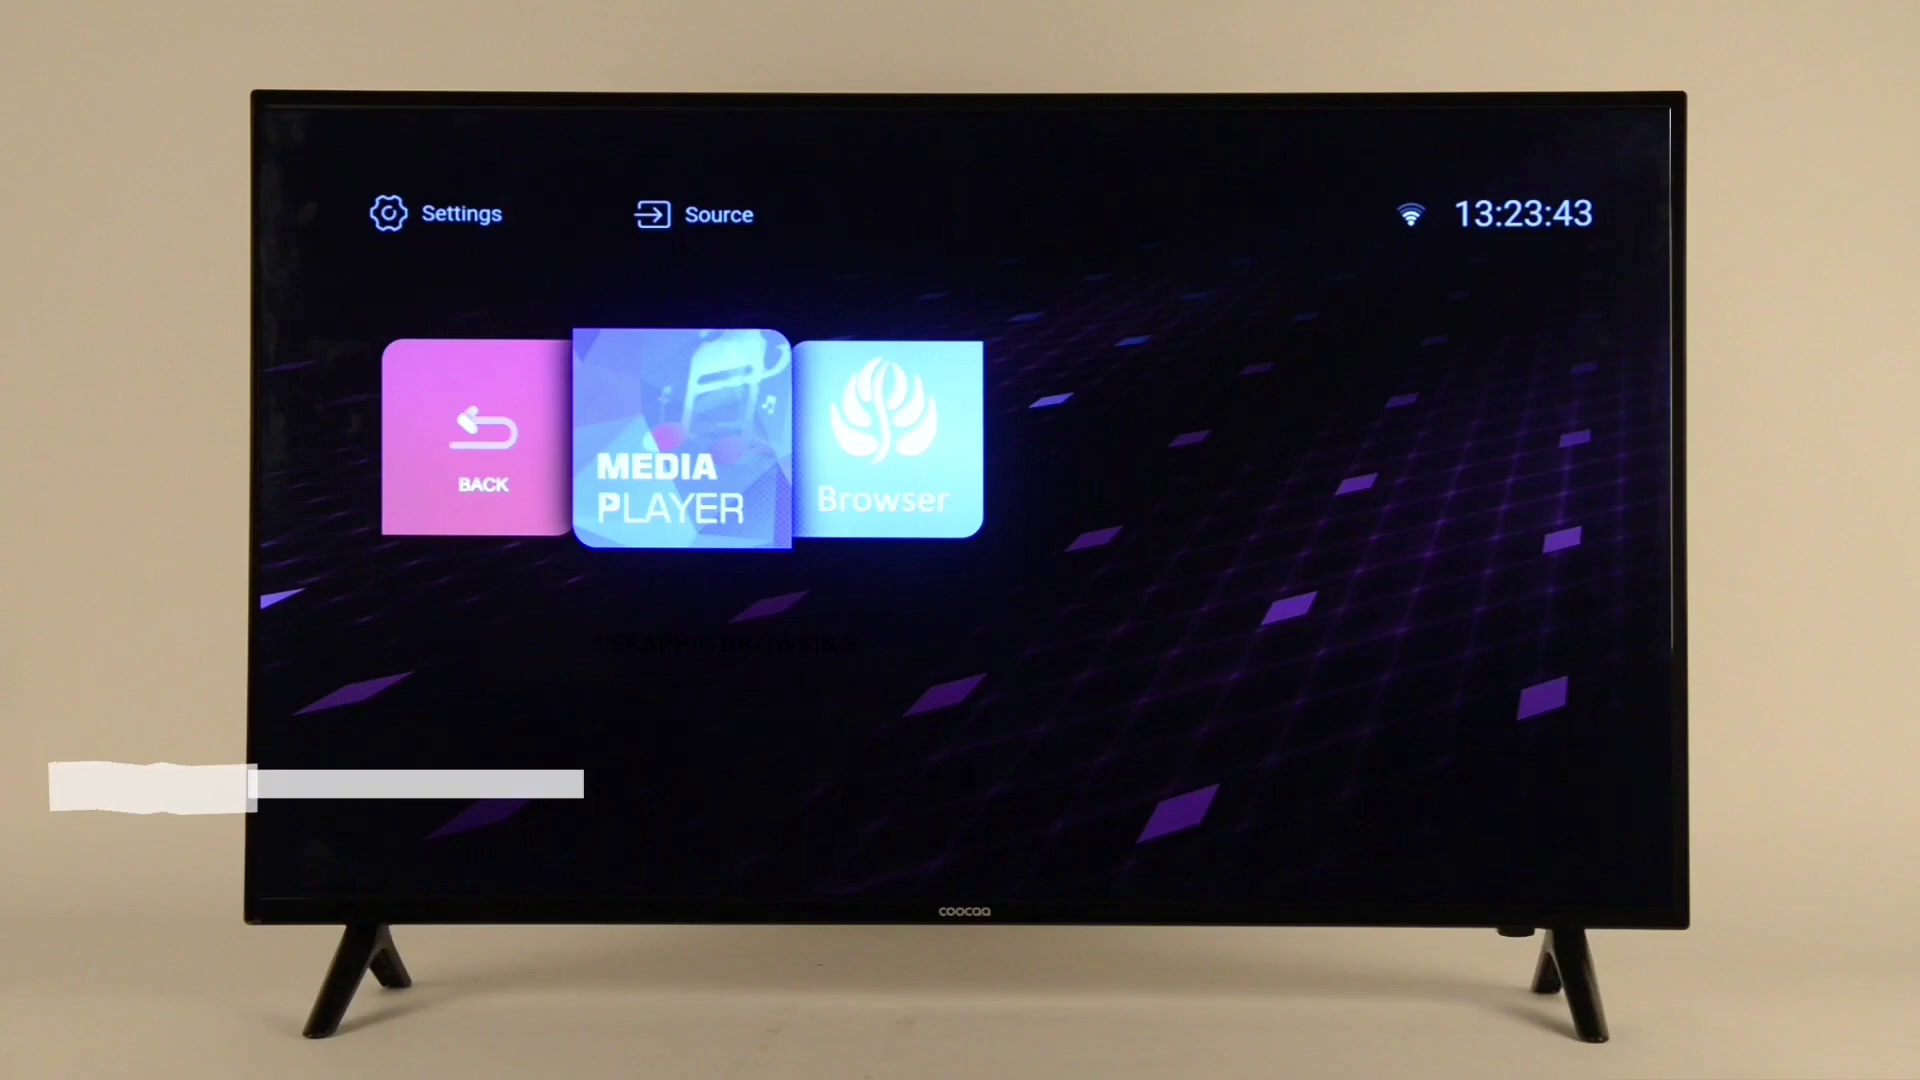 Settings
Source
13:23:43
BACK
MEDIA
PLAYER
Browser
coocaa